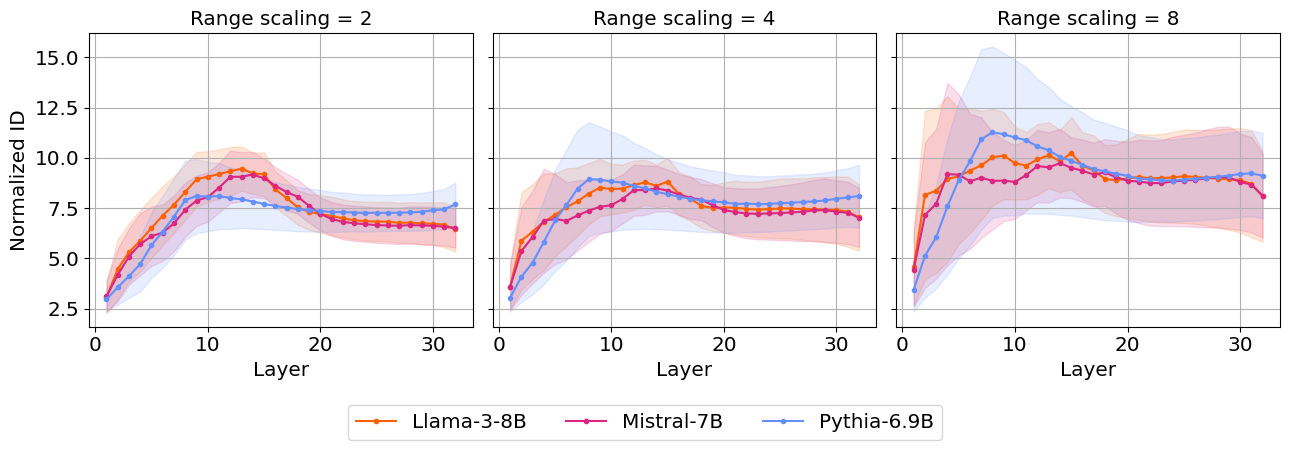 Range scaling = 2
Range scaling = 4
Range scaling = 8
Normalized ID
15.0
12.5
10.0
7.5
5.0
2.5
0 10 20 30
0 10 20 30
0 10 20 30
Layer
Layer
Layer
Llama-3-8B
Mistral-7B
Pythia-6.9B